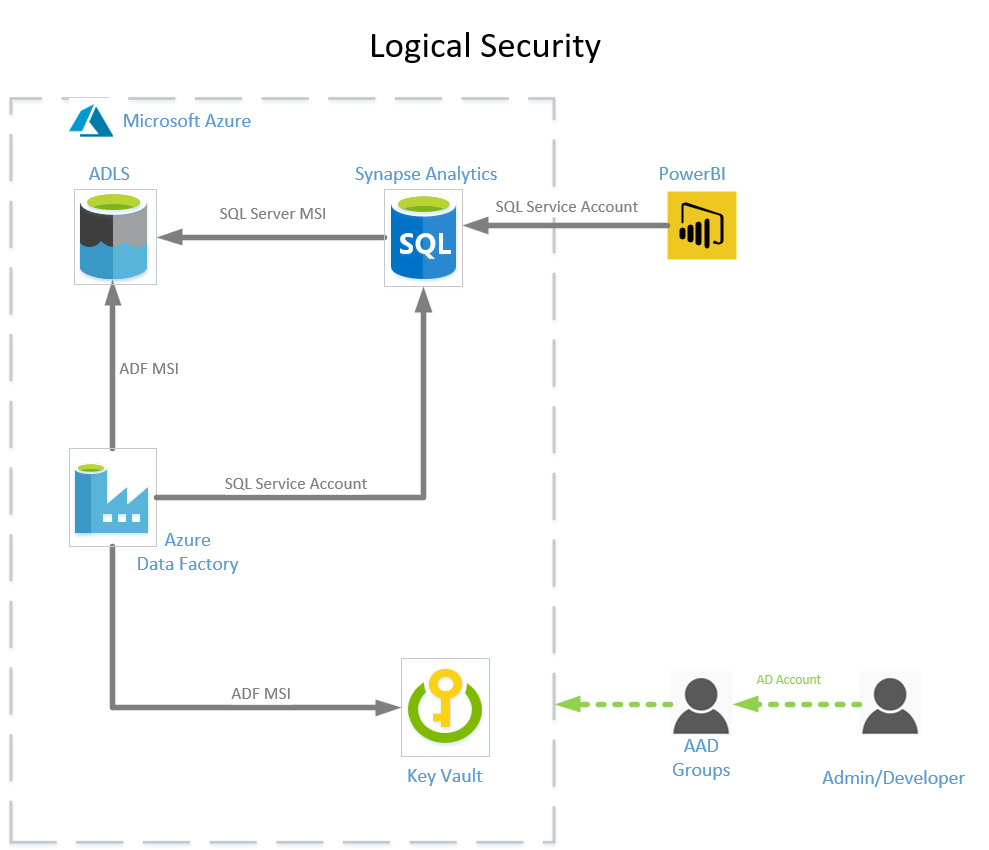 Logical Security
Microsoft Azure
ADLS
Synapse Analytics
PowerBI
SQL Server MSI
SQL Service Account
SQL
ADF MSI
SQL Service Account
Azure
Data Factory
ADF MSI
Key Vault
AD Account
AAD
Groups
Admin/Developer